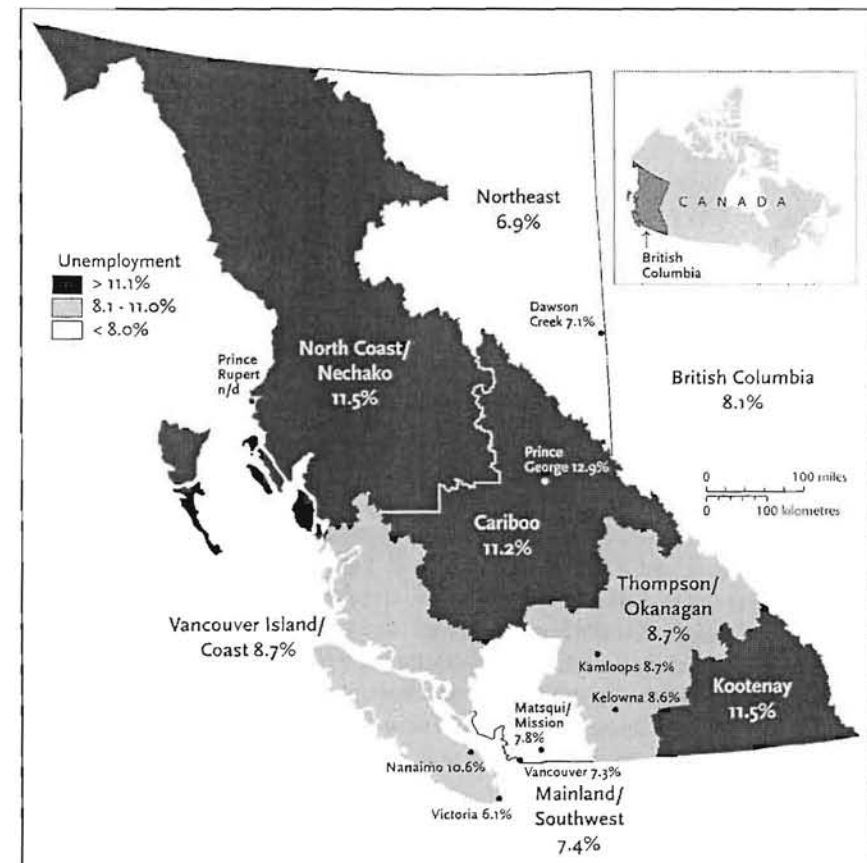 Northeast
6.9%
CANADA
British
Columbia
Unemployment
> 11.1%
8.1 - 11.0%
< 8.0%
Dawson
Creek 7.1%
North Coast/
Nechako
11.5%
Prince
Rupert
n/d
British Columbia
8.1%
Prince
George 12.9%
0 100 miles
0 100 kilometres
Cariboo
11.2%
Thompson/
Okanagan
8.7%
Vancouver Island/
Coast 8.7%
Kamloops 8.7%
Kelowna 8.6%
Kootenay
11.5%
Matsqui/
Mission
7.8%
Nanaimo 10.6%
Vancouver 7.3%
Victoria 6.1%
Mainland/
Southwest
7.4%